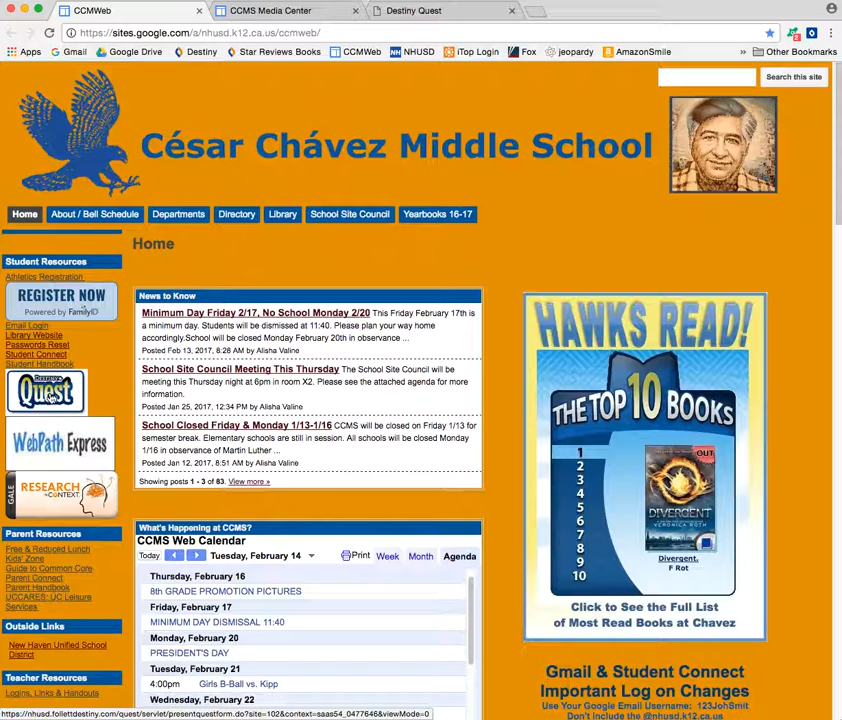 CCMWeb
CCMS Media Center
Destiny Quest
https://sites.google.com/a/nhusd.k12.ca.us/ccmweb/
Apps Gmail Google Drive Destiny Star Reviews Books CCMWeb NHUSD iTop Login Fox jeopardy AmazonSmile » Other Bookmarks
Search this site
César Chávez Middle School
Home About / Bell Schedule Departments Directory Library School Site Council Yearbooks 16-17
Student Resources
Athletics Registration
REGISTER NOW
Powered by FamilyID
Email Login
Library Website
Passwords Reset
Student Connect
Student Handbook
Quest
WebPath Express
GALE
RESEARCH
IN CONTEXT
Parent Resources
Free & Reduced Lunch
Kids' Zone
Guide to Common Core
Parent Connect
Parent Handbook
UCCARES: UC Leisure
Services
Outside Links
New Haven Unified School
District
Teacher Resources
Logins, Links & Handouts
Home
News to Know
Minimum Day Friday 2/17, No School Monday 2/20 This Friday February 17th is
a minimum day. Students will be dismissed at 11:40. Please plan your way home
accordingly.School will be closed Monday February 20th in observance ...
Posted Feb 13, 2017, 8:28 AM by Alisha Valine
School Site Council Meeting This Thursday The School Site Council will be
meeting this Thursday night at 6pm in room X2. Please see the attached agenda for more
information.
Posted Jan 25, 2017, 12:34 PM by Alisha Valine
School Closed Friday & Monday 1/13-1/16 CCMS will be closed on Friday 1/13 for
semester break. Elementary schools are still in session. All schools will be closed Monday
1/16 in observance of Martin Luther ...
Posted Jan 12, 2017, 8:51 AM by Alisha Valine
Showing posts 1 - 3 of 83. View more »
What's Happening at CCMS?
CCMS Web Calendar
Today Tuesday, February 14 Print Week Month Agenda
Thursday, February 16
8th GRADE PROMOTION PICTURES
Friday, February 17
MINIMUM DAY DISMISSAL 11:40
Monday, February 20
PRESIDENT'S DAY
Tuesday, February 21
4:00pm Girls B-Ball vs. Kipp
Wednesday, February 22
HAWKS READ!
THE TOP 10 BOOKS
1
2
3
4
5
6
7
8
9
10
OUT
DIVERGENT
VERONICA ROTH
Divergent.
F Rot
Click to See the Full List
of Most Read Books at Chavez
Gmail & Student Connect
Important Log on Changes
Use Your Google Email Username: 123JohSmit
Don't include the @nhusd.k12.ca.us
https://nhusd.follettdestiny.com/quest/servlet/presentquestform.do?site=102&context=saas54_0477646&viewMode=0